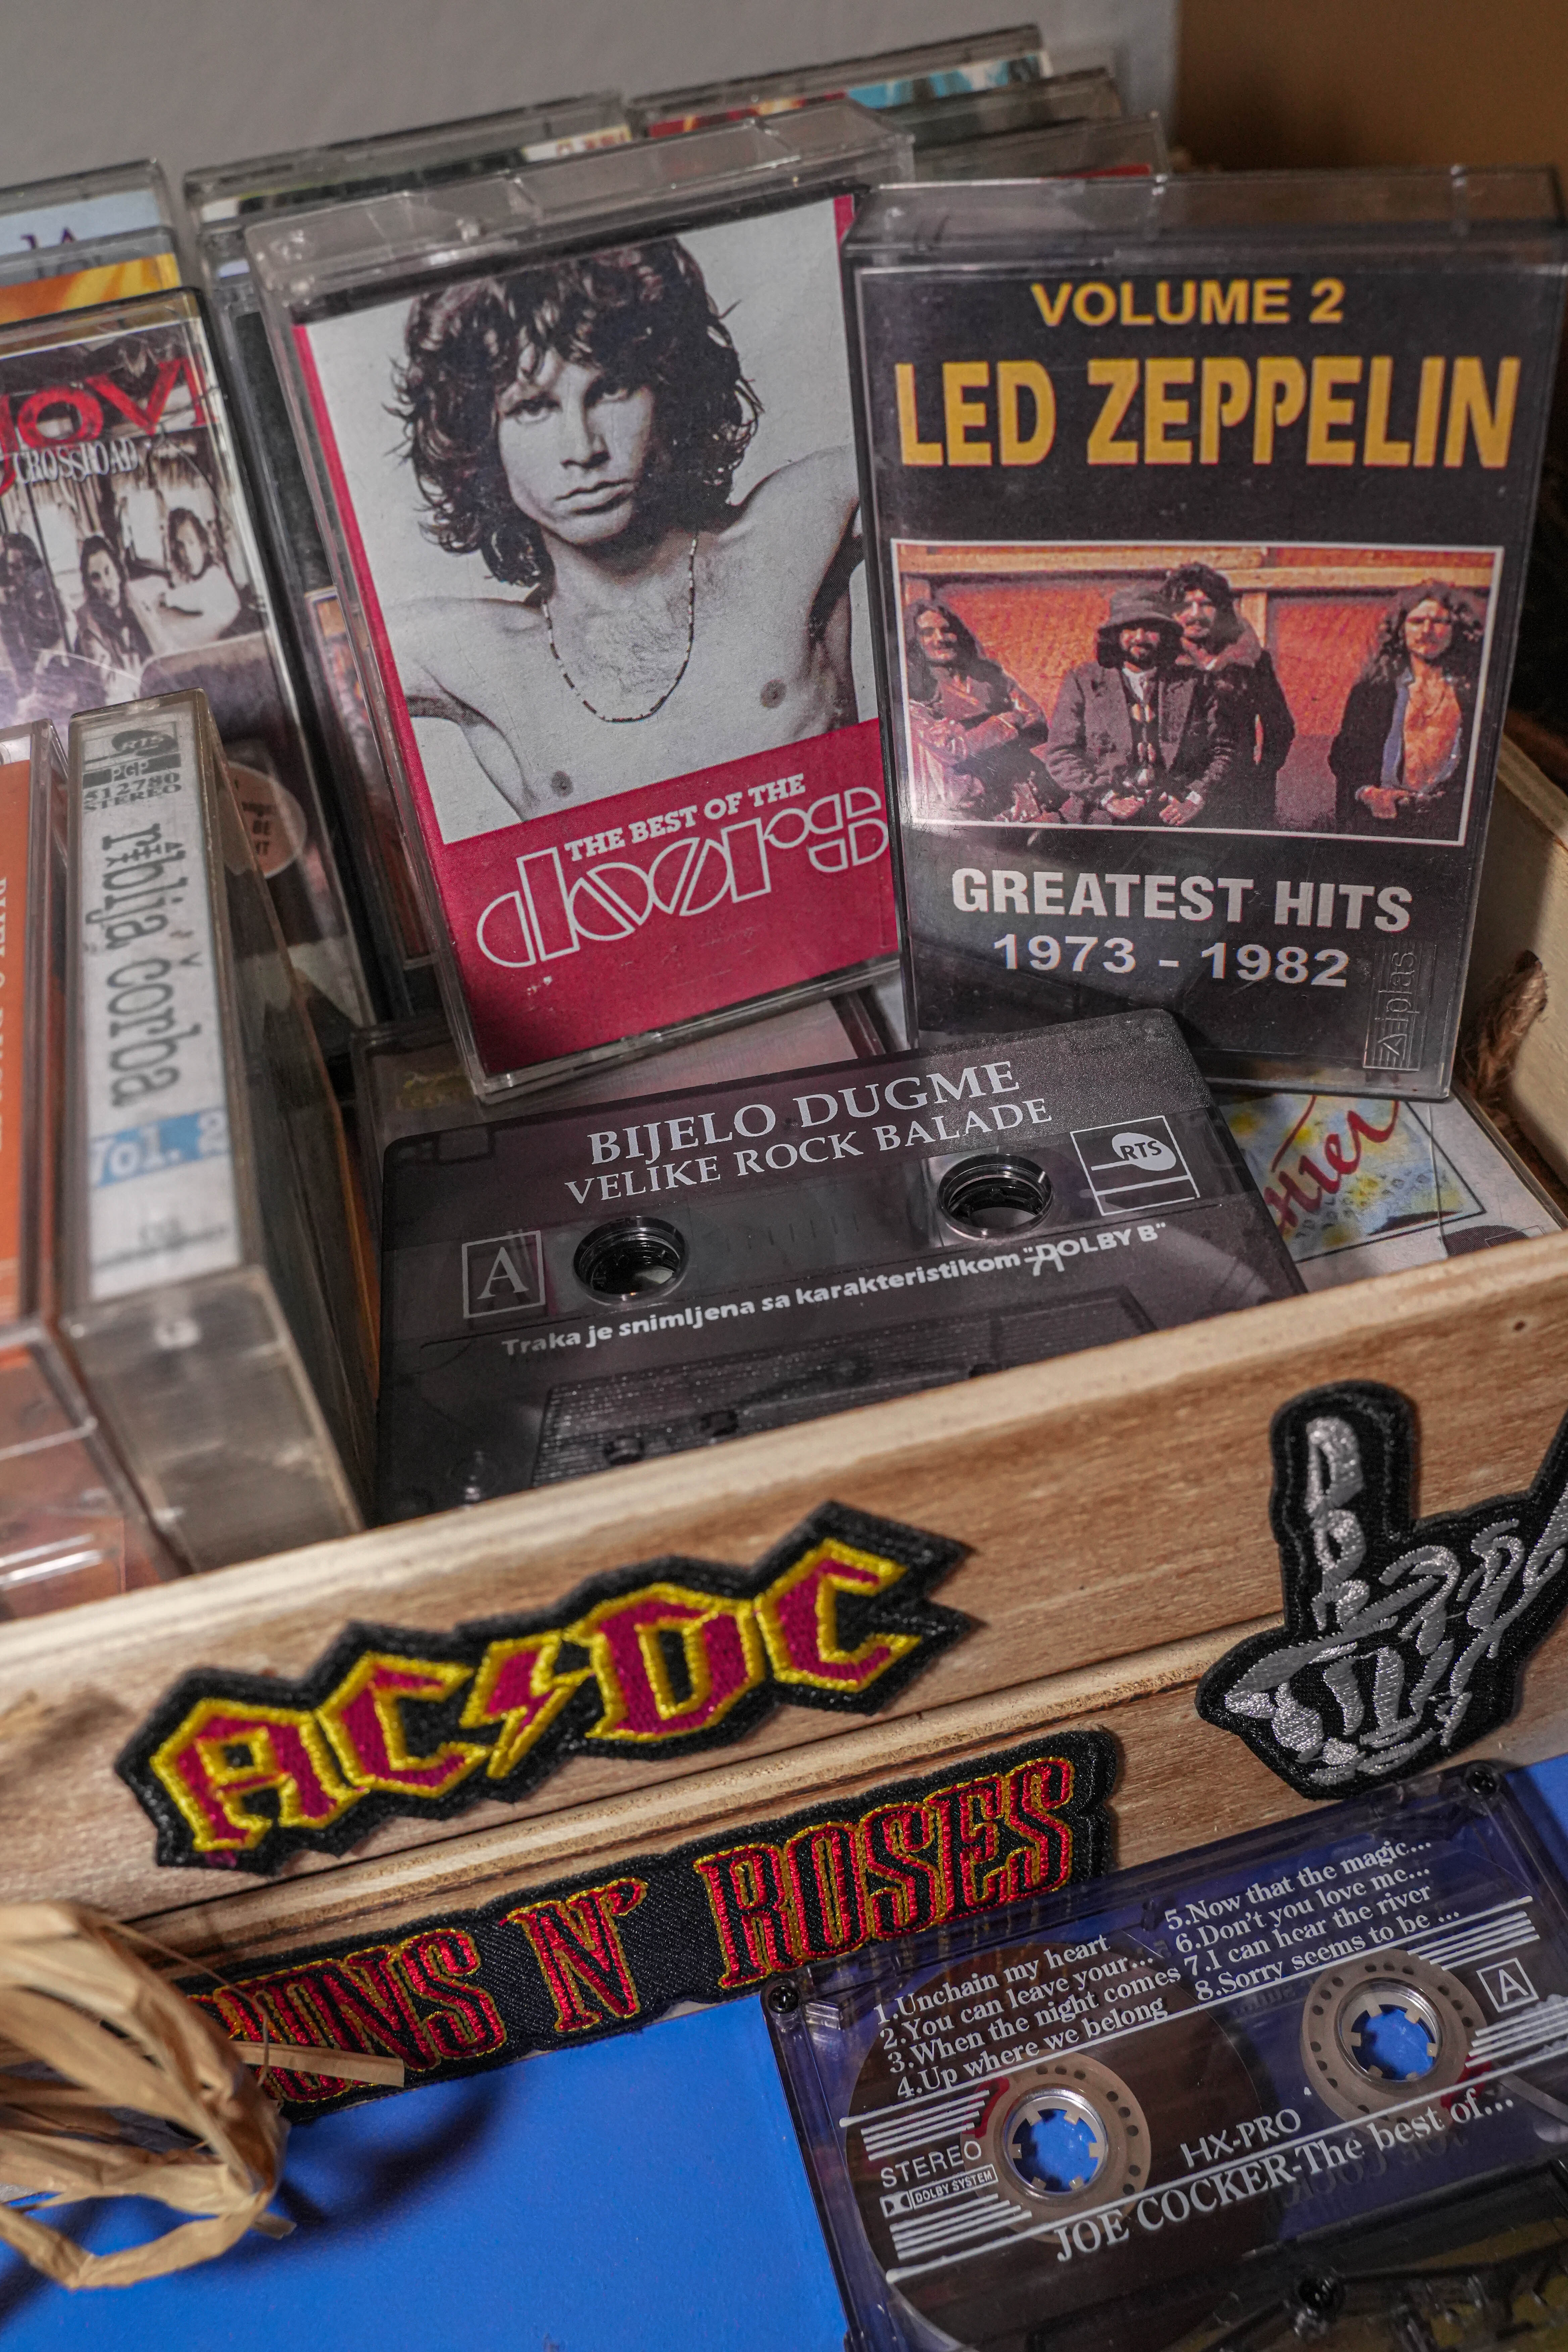 JOVI
CROSSROAD
THE BEST OF THE
doors
VOLUME 2
LED ZEPPELIN
GREATEST HITS
1973 - 1982
RTS
PGP
STEREO
riblja čorba
Vol. 2
BIJELO DUGME
VELIKE ROCK BALADE
RTS
A
Traka je snimljena sa karakteristikom "DOLBY B"
AC DC
GUNS N' ROSES
1.Unchain my heart
2.You can leave your...
3.When the night comes
4.Up where we belong
5.Now that the magic...
6.Don't you love me...
7.I can hear the river
8.Sorry seems to be ...
A
STEREO
DOLBY SYSTEM
HX-PRO
JOE COCKER-The best of...